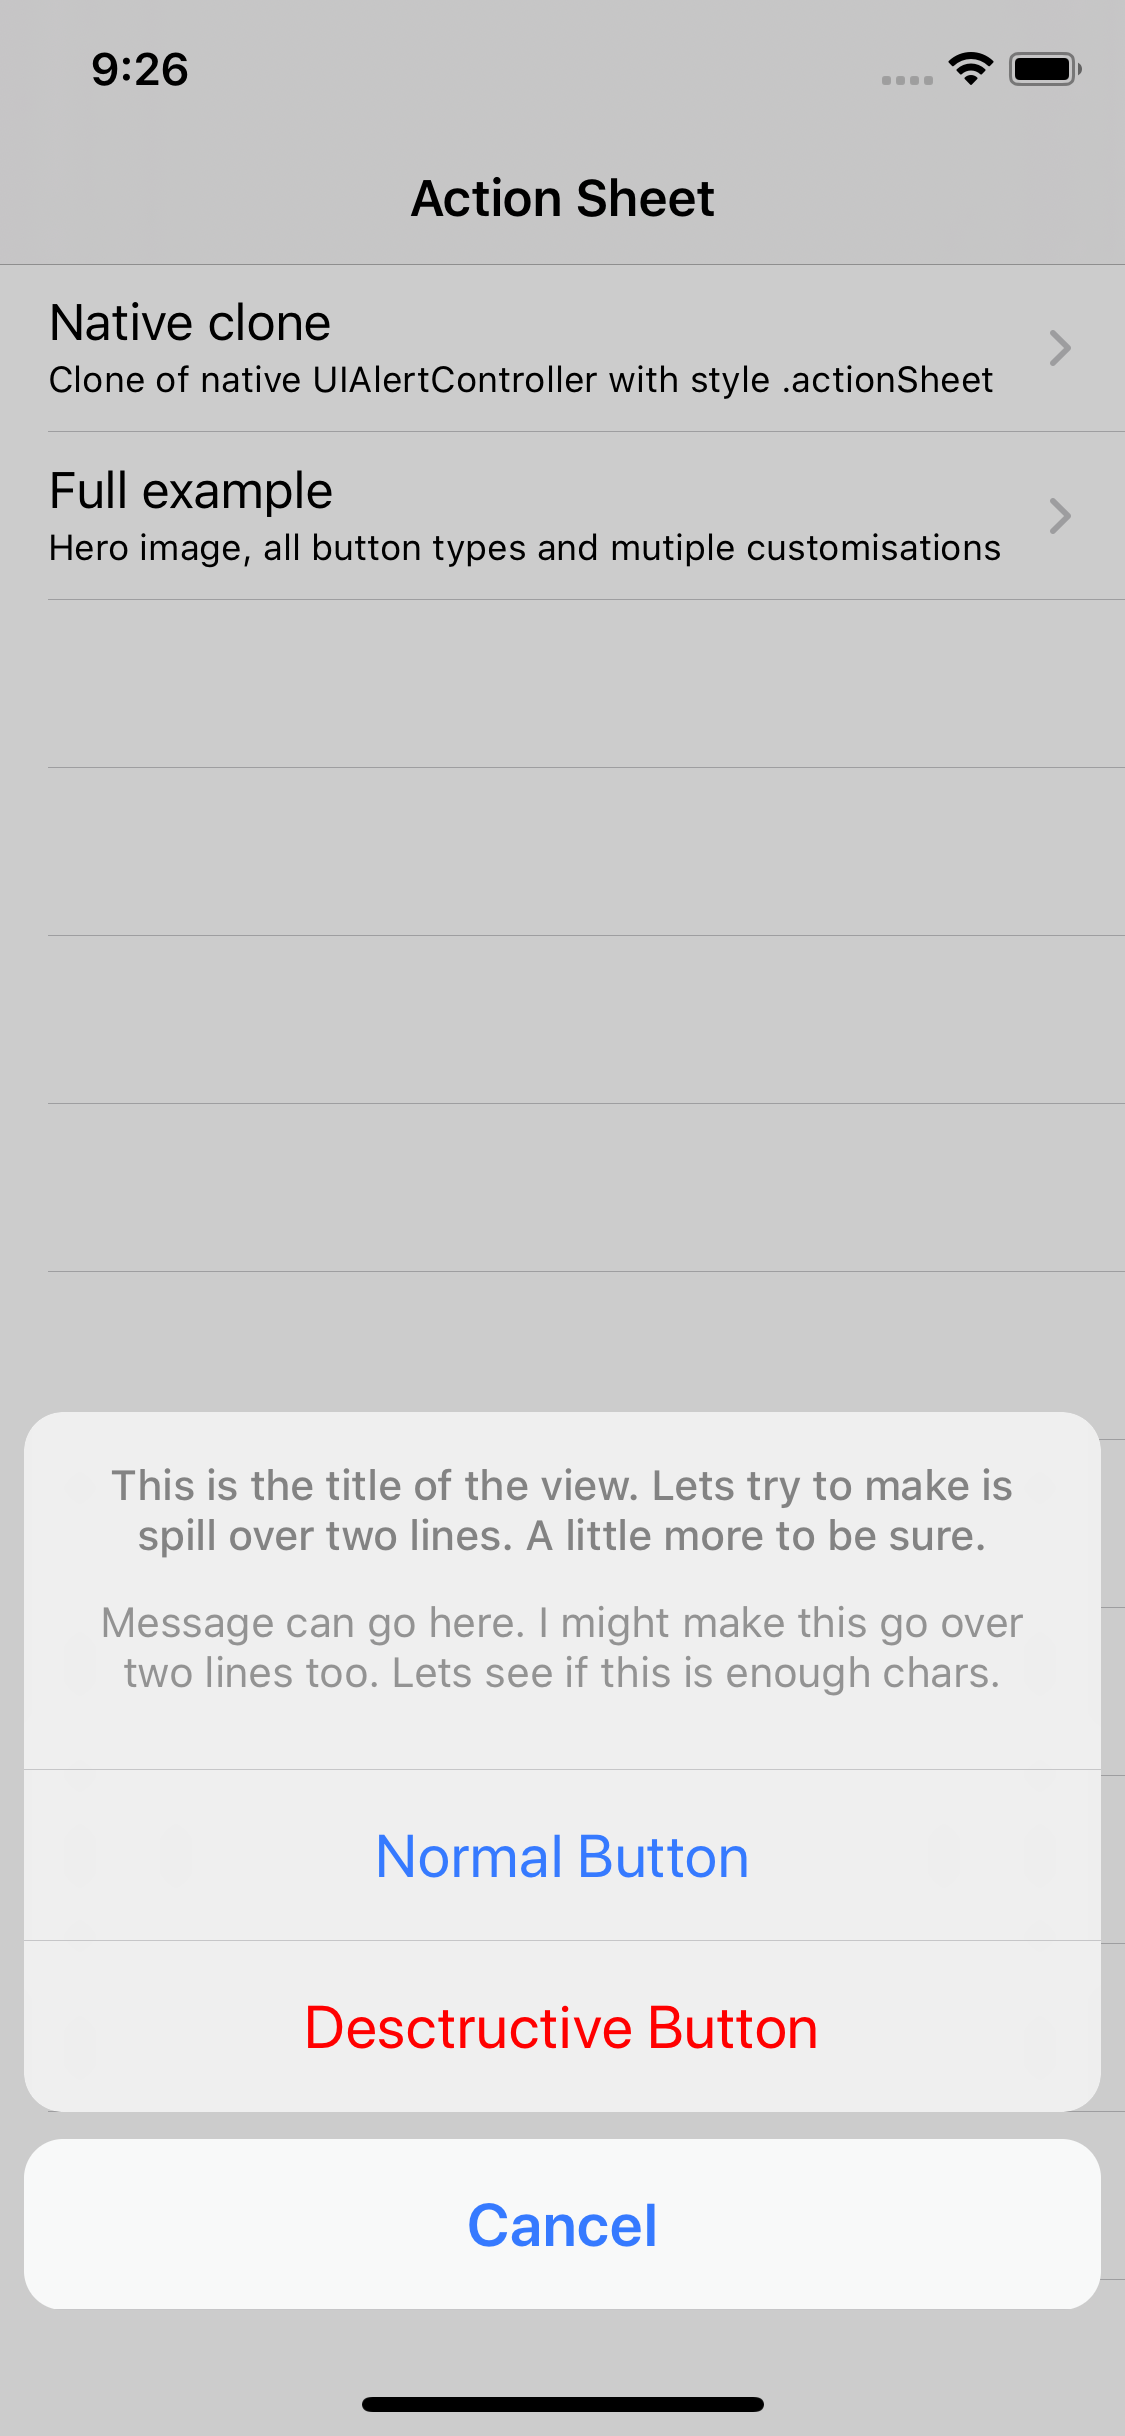 9:26
Action Sheet
Native clone
Clone of native UIAlertController with style .actionSheet
Full example
Hero image, all button types and mutiple customisations
This is the title of the view. Lets try to make is
spill over two lines. A little more to be sure.
Message can go here. I might make this go over
two lines too. Lets see if this is enough chars.
Normal Button
Desctructive Button
Cancel